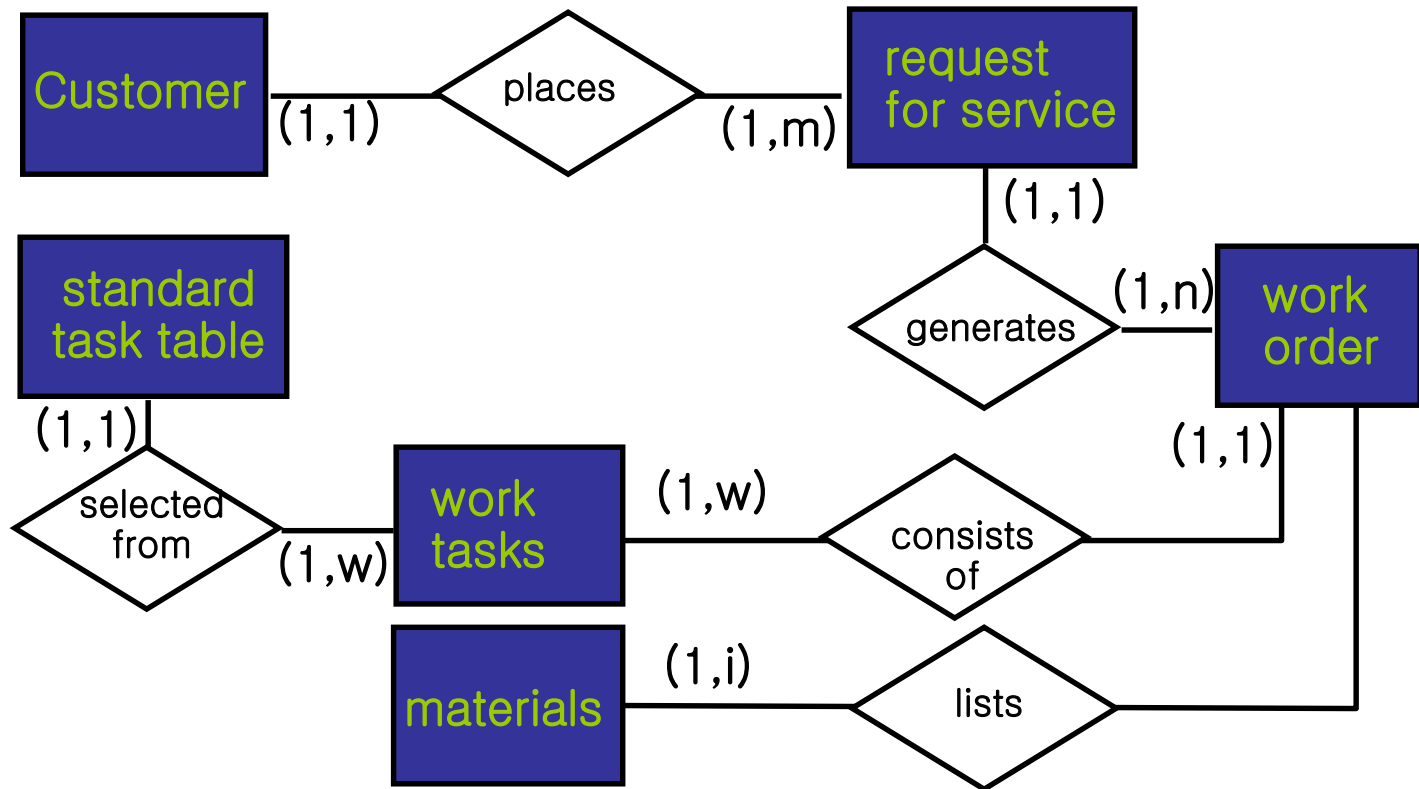 Customer
(1,1)
places
(1,m)
request
for service
(1,1)
standard
task table
generates
(1,n)
work
order
(1,1)
selected
from
(1,w)
work
tasks
(1,w)
consists
of
(1,1)
materials
(1,i)
lists